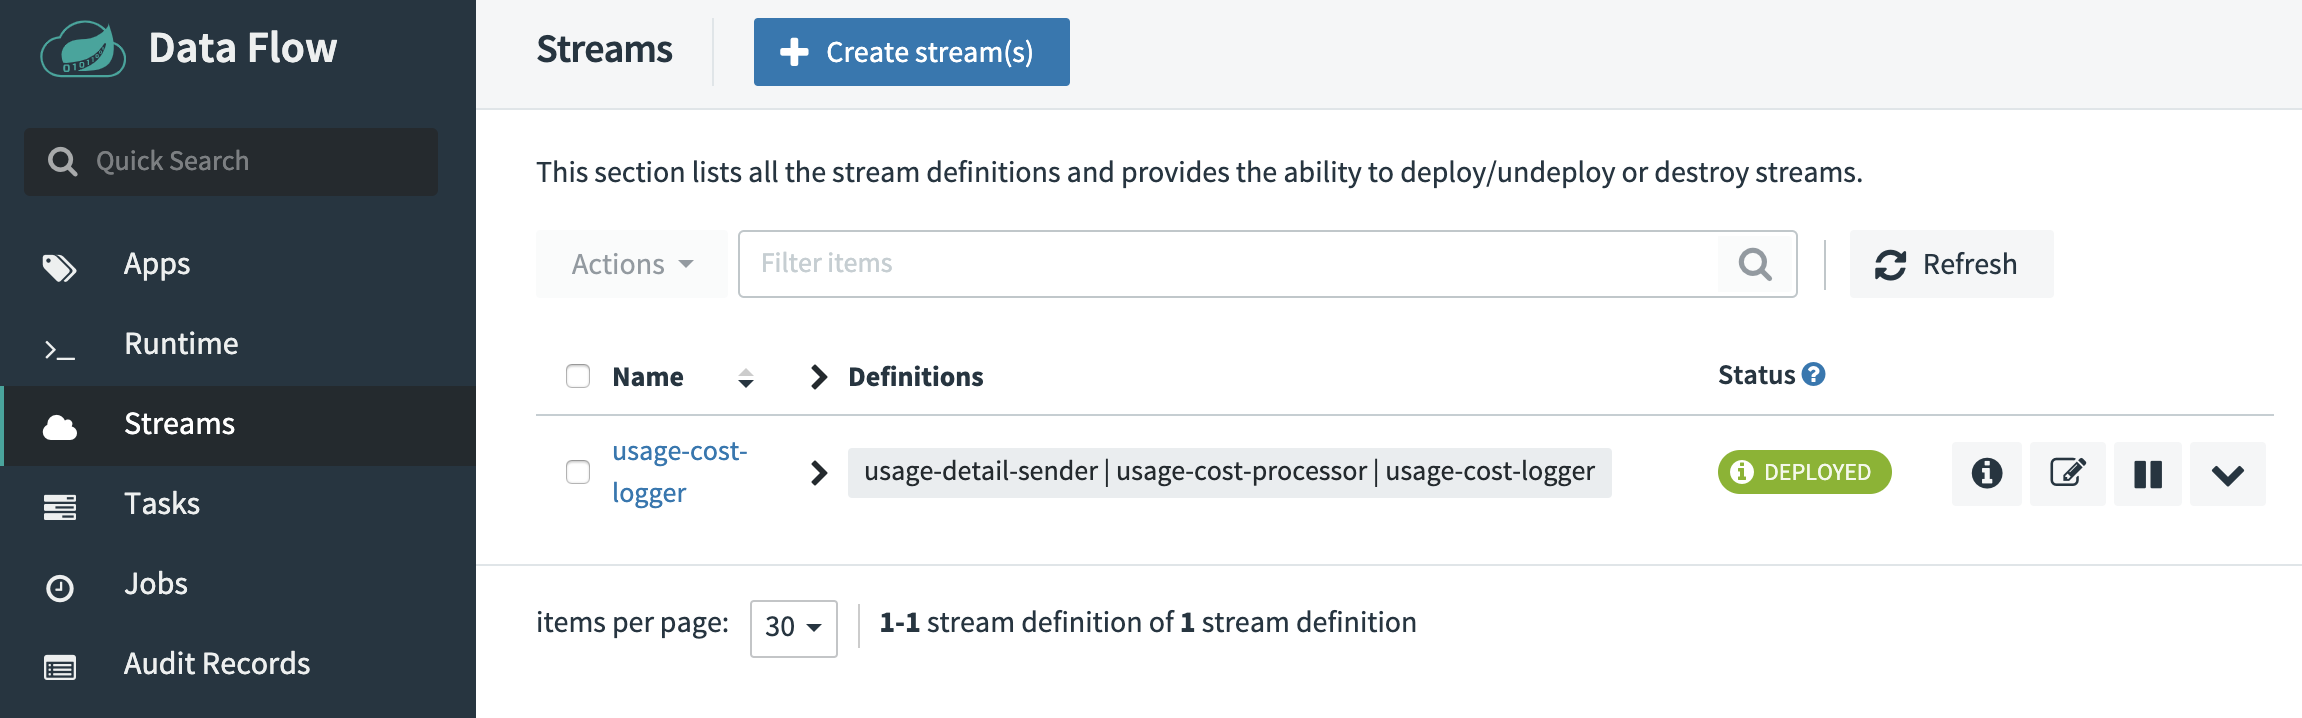 Data Flow
Quick Search
Apps
Runtime
Streams
Tasks
Jobs
Audit Records
Streams
Create stream(s)
This section lists all the stream definitions and provides the ability to deploy/undeploy or destroy streams.
Actions
Filter items
Refresh
Name Definitions Status
usage-cost-
logger
usage-detail-sender | usage-cost-processor | usage-cost-logger
DEPLOYED
items per page: 30 1-1 stream definition of 1 stream definition